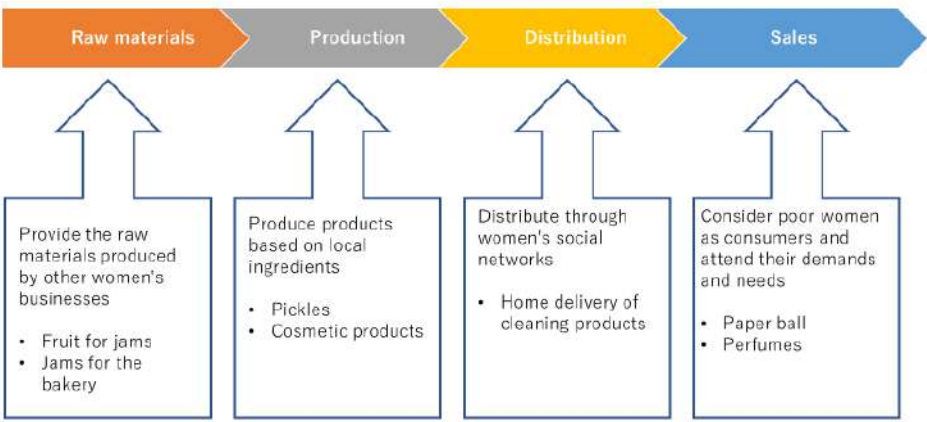 Raw materials
Production
Distribution
Sales
Provide the raw
materials produced
by other women's
businesses
• Fruit for jams
• Jams for the
bakery
Produce products
based on local
ingredients
• Pickles
• Cosmetic products
Distribute through
women's social
networks
• Home delivery of
cleaning products
Consider poor women
as consumers and
attend their demands
and needs
• Paper ball
• Perfumes